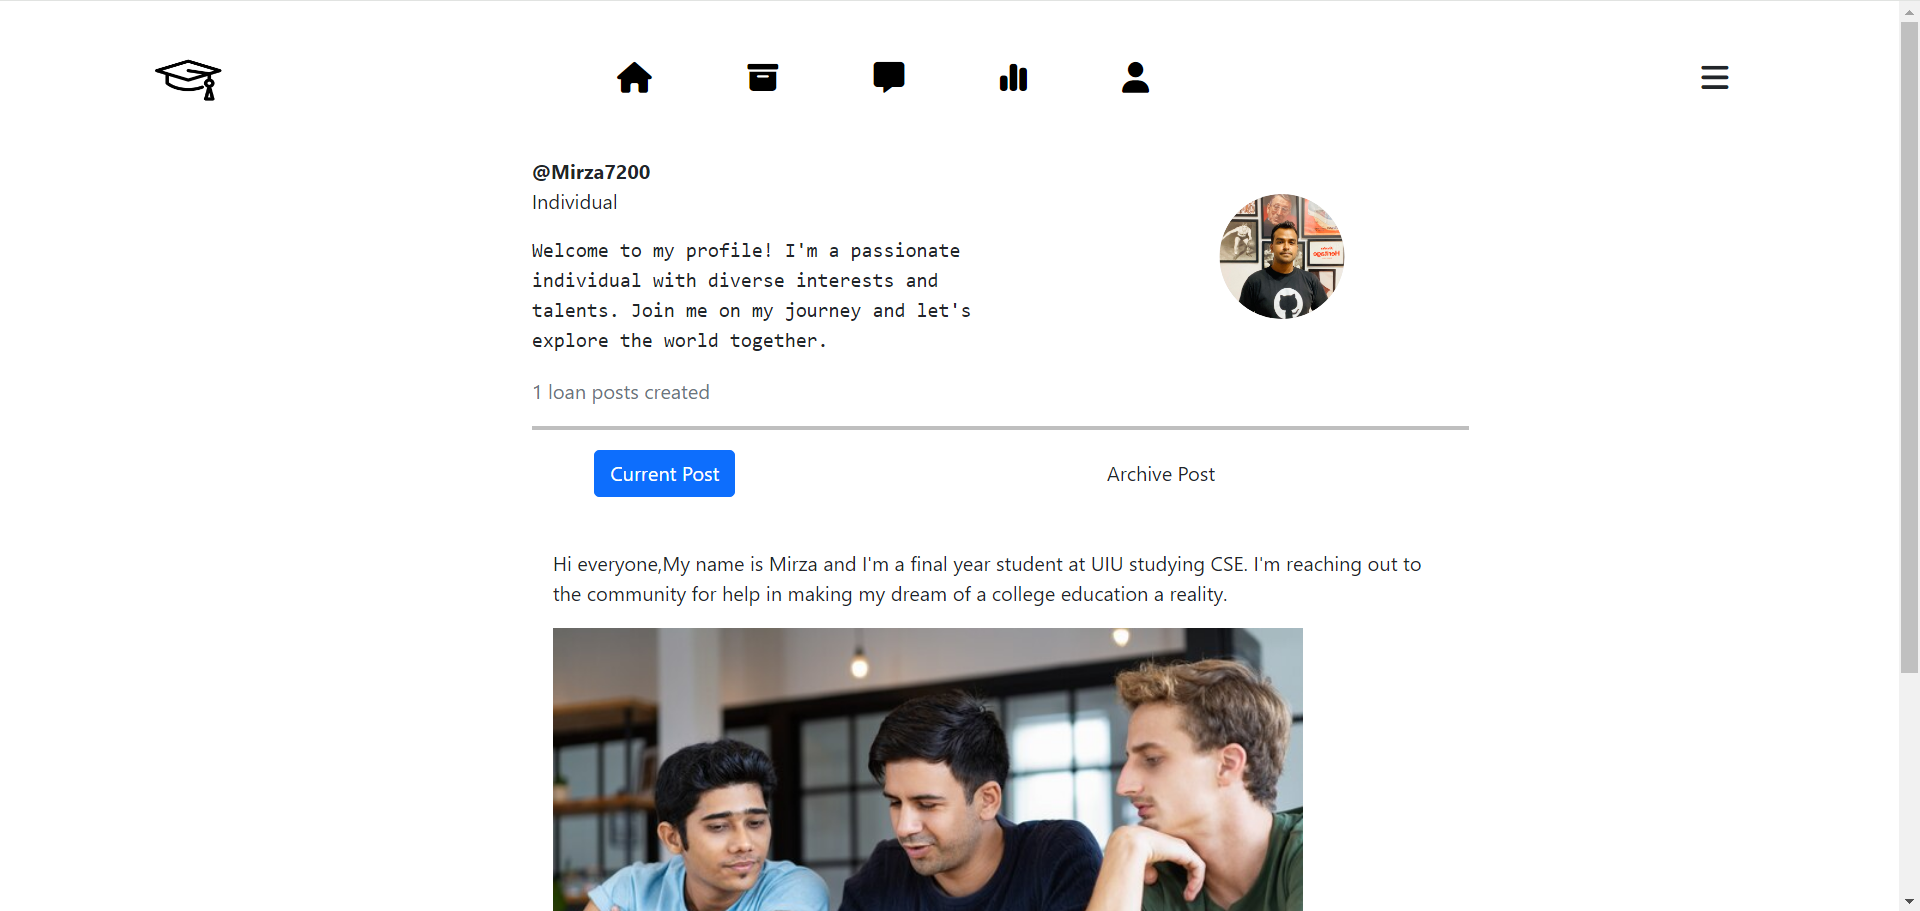 @Mirza7200
Individual
Welcome to my profile! I'm a passionate
individual with diverse interests and
talents. Join me on my journey and let's
explore the world together.
1 loan posts created
Current Post
Archive Post
Hi everyone,My name is Mirza and I'm a final year student at UIU studying CSE. I'm reaching out to
the community for help in making my dream of a college education a reality.